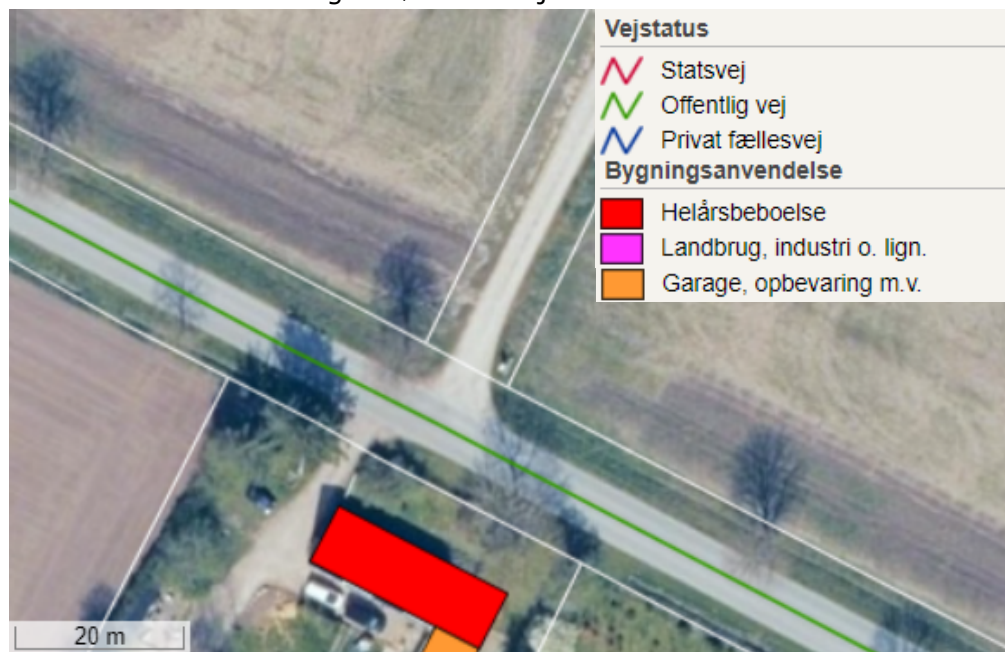 Vejstatus
Statsvej
Offentlig vej
Privat fællesvej
Bygningsanvendelse
Helårsbeboelse
Landbrug, industri o. lign.
Garage, opbevaring m.v.
20 m